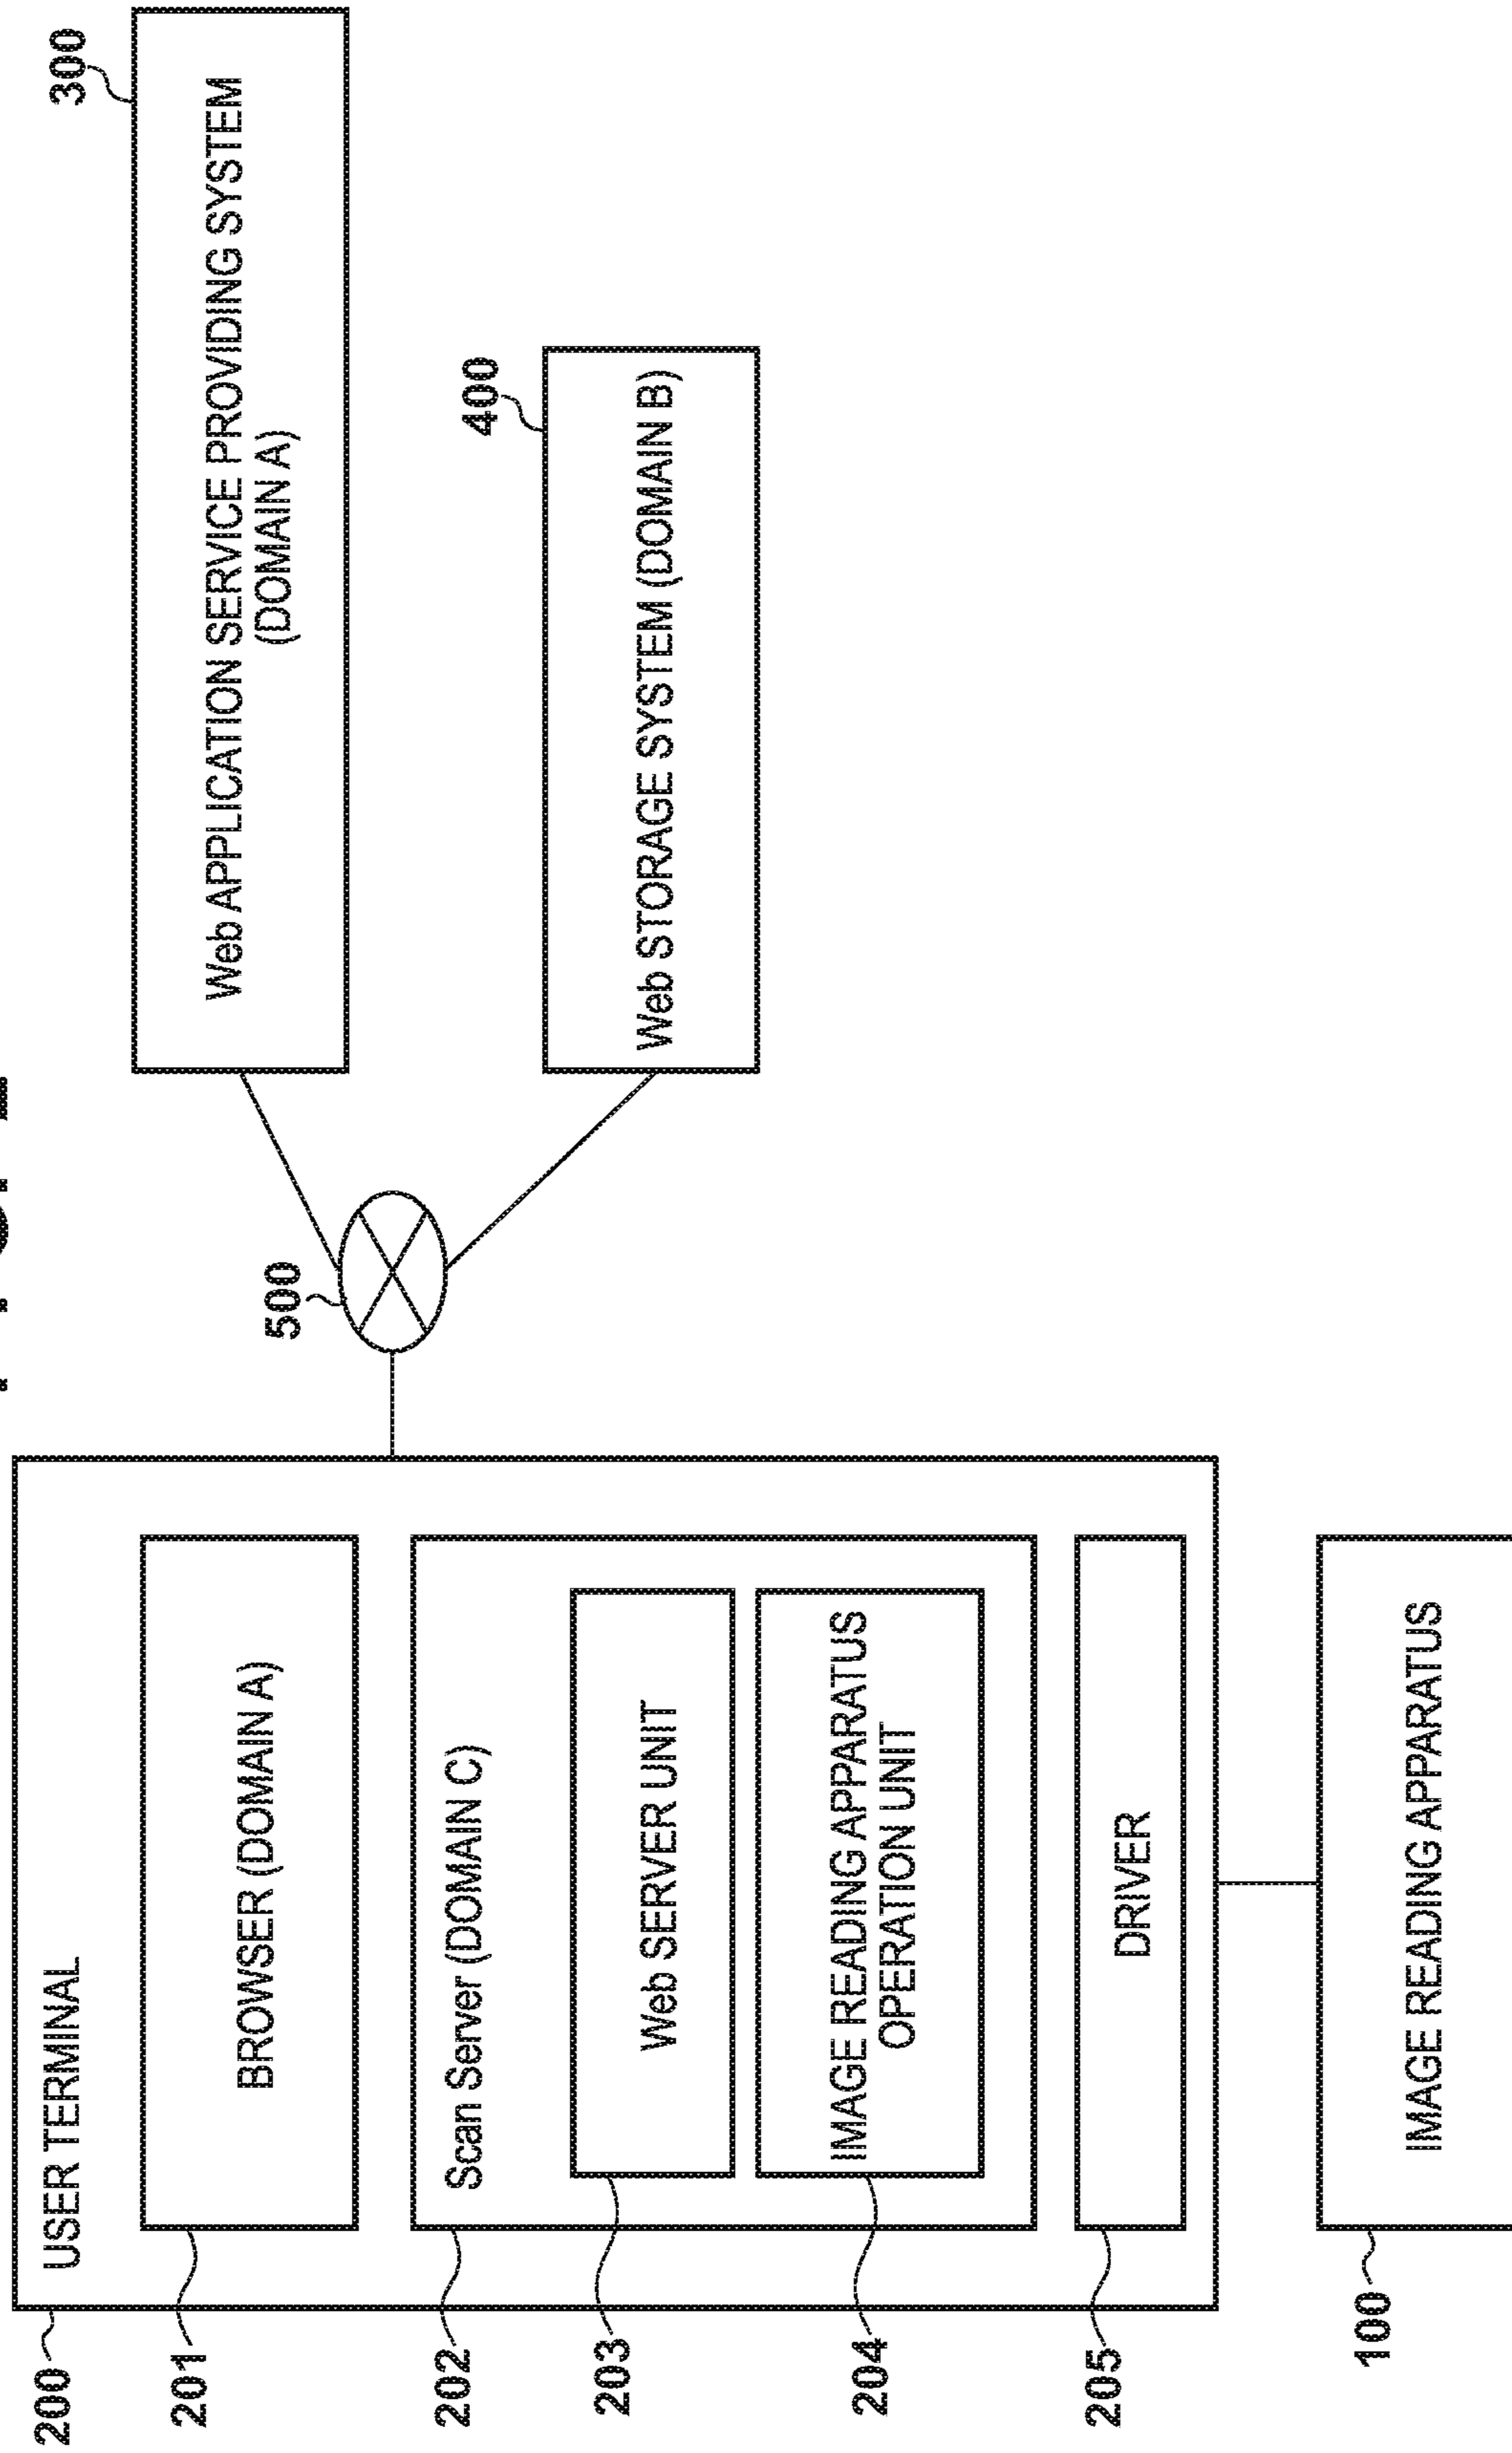 200
USER TERMINAL
201
BROWSER (DOMAIN A)
202
Scan Server (DOMAIN C)
203
Web SERVER UNIT
204
IMAGE READING APPARATUS
OPERATION UNIT
205
DRIVER
100
IMAGE READING APPARATUS
500
300
Web APPLICATION SERVICE PROVIDING SYSTEM
(DOMAIN A)
400
Web STORAGE SYSTEM (DOMAIN B)